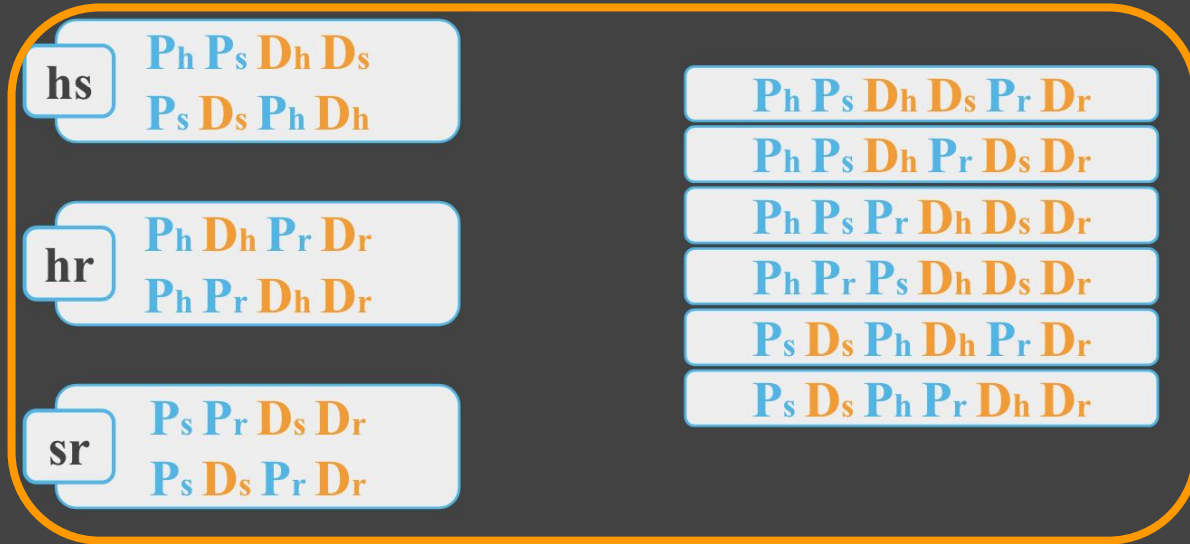 hs
Ph Ps Dh Ds
Ps Ds Ph Dh
hr
Ph Dh Pr Dr
Ph Pr Dh Dr
sr
Ps Pr Ds Dr
Ps Ds Pr Dr
Ph Ps Dh Ds Pr Dr
Ph Ps Dh Pr Ds Dr
Ph Ps Pr Dh Ds Dr
Ph Pr Ps Dh Ds Dr
Ps Ds Ph Dh Pr Dr
Ps Ds Ph Pr Dh Dr